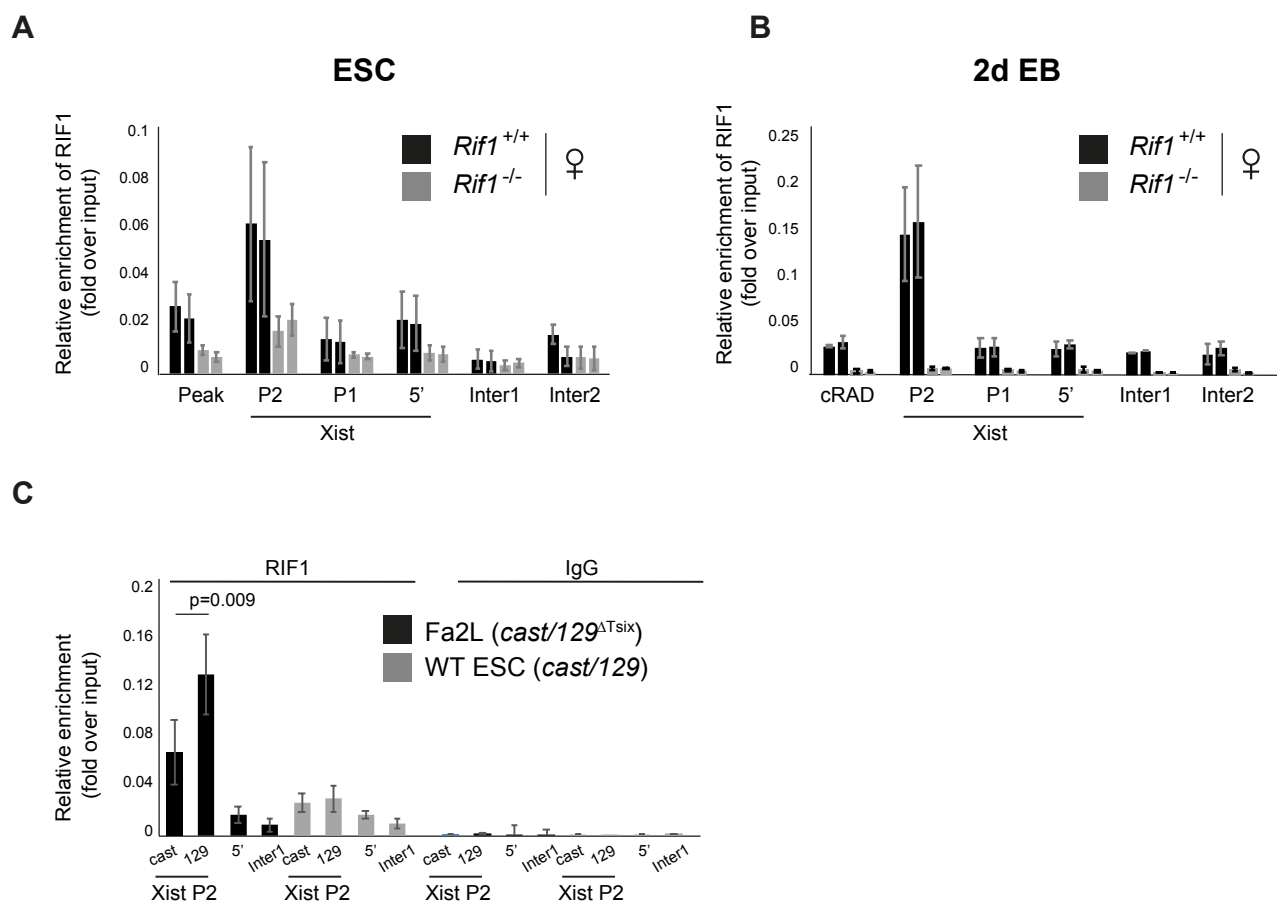 A
ESC
Relative enrichment of RIF1
(fold over input)
0.1
0.08
0.06
0.04
0.02
0
Rif1 +/+
Rif1 -/-
♀
Peak P2 P1 5’ Inter1 Inter2
Xist
B
2d EB
Relative enrichment of RIF1
(fold over input)
0.25
0.2
0.15
0.1
0.05
0
Rif1 +/+
Rif1 -/-
♀
cRAD P2 P1 5’ Inter1 Inter2
Xist
C
RIF1 IgG
Relative enrichment
(fold over input)
0.2
0.16
0.12
0.08
0.04
0
p=0.009
Fa2L (cast/129ΔTsix)
WT ESC (cast/129)
cast 129 5’ Inter1 cast 129 5’ Inter1 cast 129 5’ Inter1 cast 129 5’ Inter1
Xist P2 Xist P2 Xist P2 Xist P2